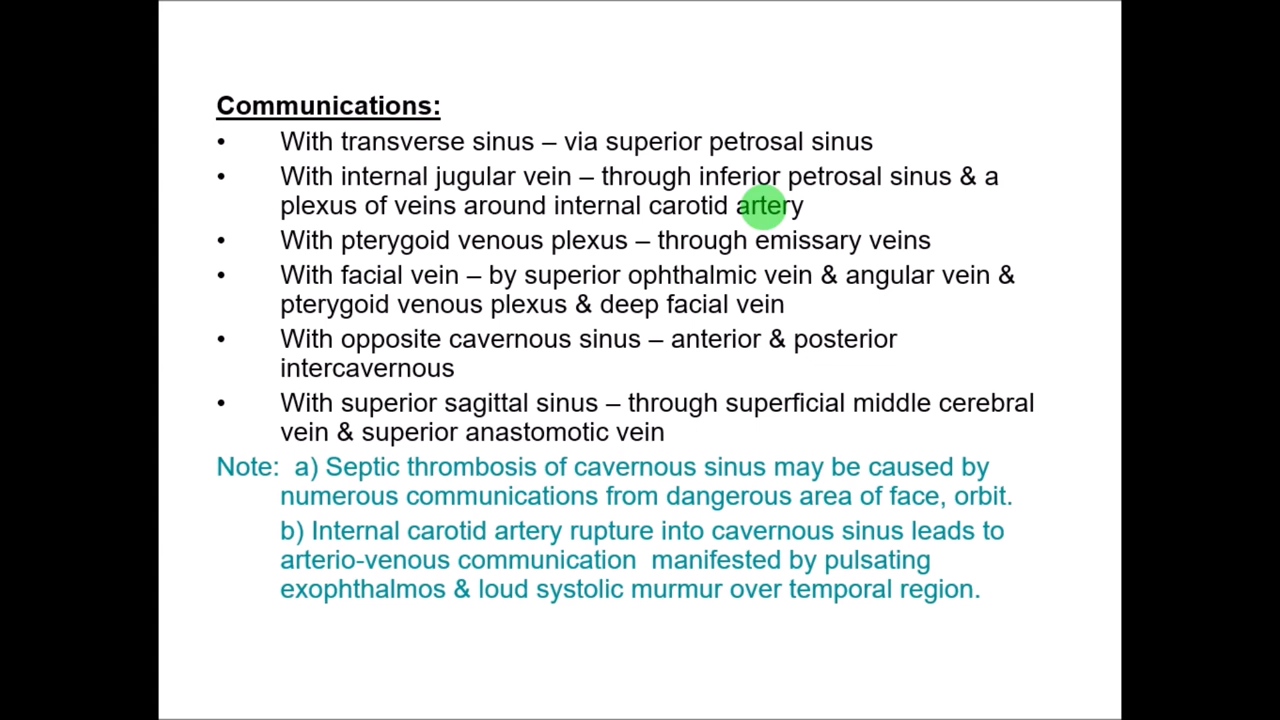 Communications:
• With transverse sinus – via superior petrosal sinus
• With internal jugular vein – through inferior petrosal sinus & a
plexus of veins around internal carotid artery
• With pterygoid venous plexus – through emissary veins
• With facial vein – by superior ophthalmic vein & angular vein &
pterygoid venous plexus & deep facial vein
• With opposite cavernous sinus – anterior & posterior
intercavernous
• With superior sagittal sinus – through superficial middle cerebral
vein & superior anastomotic vein
Note: a) Septic thrombosis of cavernous sinus may be caused by
numerous communications from dangerous area of face, orbit.
b) Internal carotid artery rupture into cavernous sinus leads to
arterio-venous communication manifested by pulsating
exophthalmos & loud systolic murmur over temporal region.